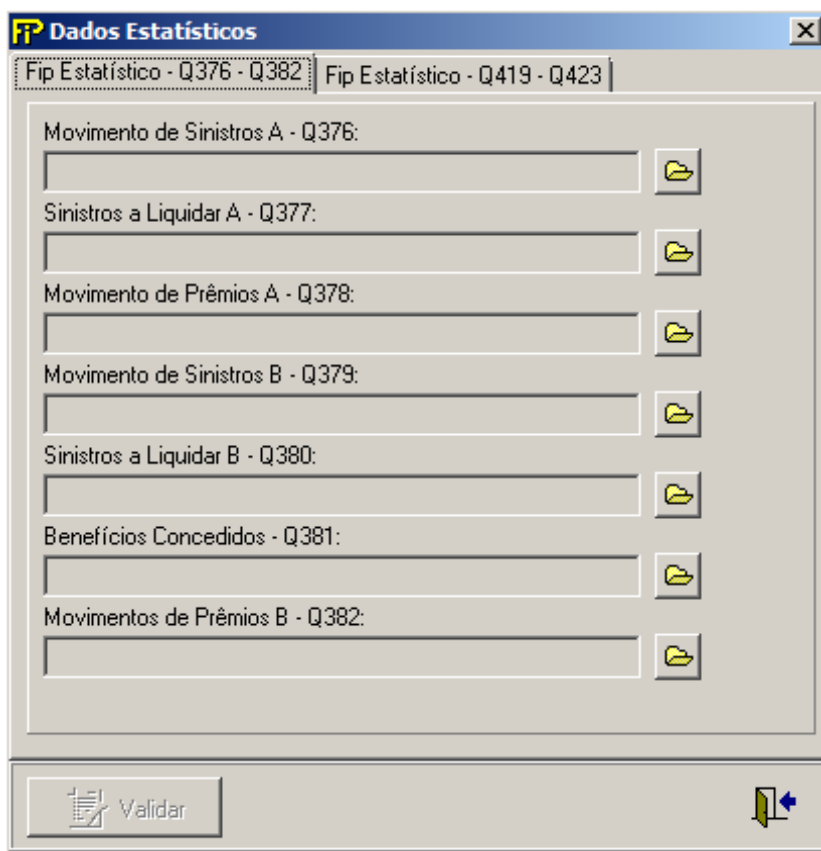 FIP Dados Estatísticos
Fip Estatístico - Q376 - Q382 Fip Estatístico - Q419 - Q423
Movimento de Sinistros A - Q376:
Sinistros a Liquidar A - Q377:
Movimento de Prêmios A - Q378:
Movimento de Sinistros B - Q379:
Sinistros a Liquidar B - Q380:
Benefícios Concedidos - Q381:
Movimentos de Prêmios B - Q382:
Validar